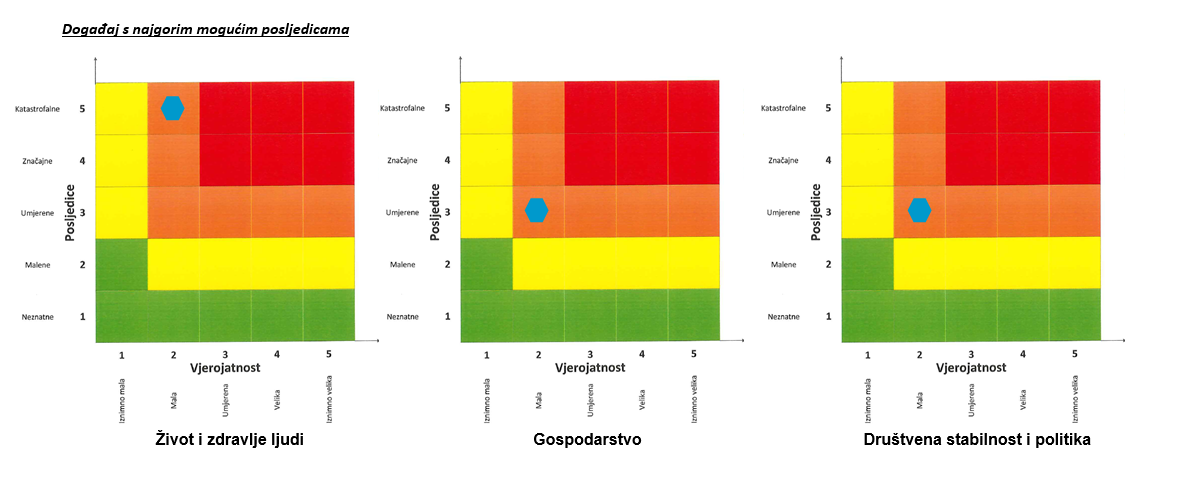 Događaj s najgorim mogućim posljedicama
Katastrofalne 5
Značajne 4
Umjerene 3
Malene 2
Neznatne 1
Posljedice
1 2 3 4 5
Vjerojatnost
Iznimno mala
Mala
Umjerena
Velika
Iznimno velika
Život i zdravlje ljudi
Katastrofalne 5
Značajne 4
Umjerene 3
Malene 2
Neznatne 1
Posljedice
1 2 3 4 5
Vjerojatnost
Iznimno mala
Mala
Umjerena
Velika
Iznimno velika
Gospodarstvo
Katastrofalne 5
Značajne 4
Umjerene 3
Malene 2
Neznatne 1
Posljedice
1 2 3 4 5
Vjerojatnost
Iznimno mala
Mala
Umjerena
Velika
Iznimno velika
Društvena stabilnost i politika